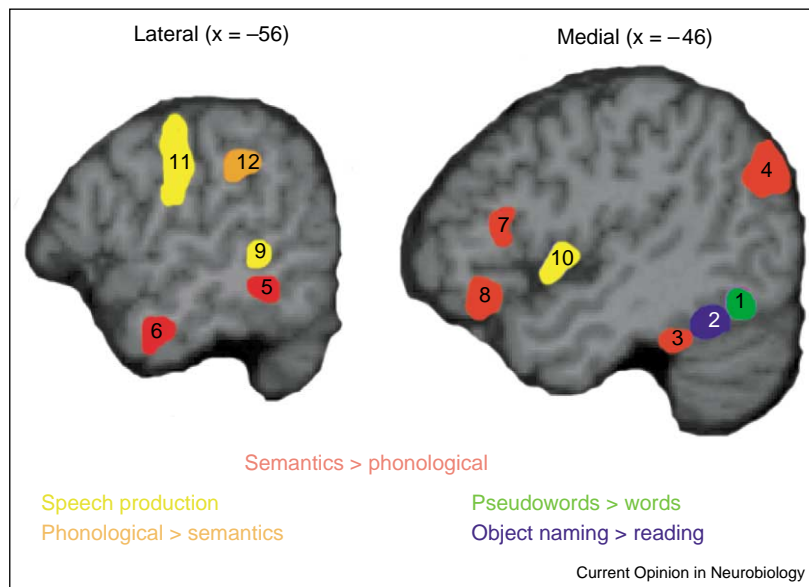 Lateral (x = –56)
Medial (x = –46)
11
12
9
5
6
4
7
10
8
1
2
3
Semantics > phonological
Speech production
Pseudowords > words
Phonological > semantics
Object naming > reading
Current Opinion in Neurobiology